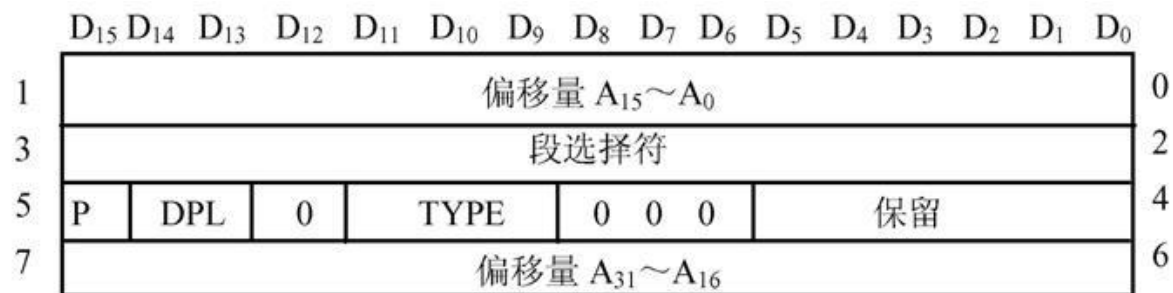 D15 D14 D13 D12 D11 D10 D9 D8 D7 D6 D5 D4 D3 D2 D1 D0
1 偏移量 A15～A0 0
3 段选择符 2
5 P DPL 0 TYPE 0 0 0 保留 4
7 偏移量 A31～A16 6